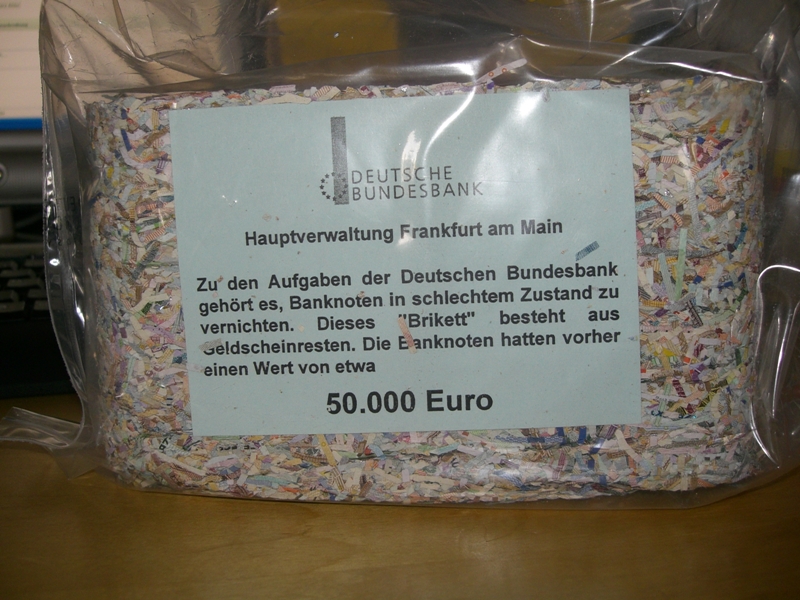 DEUTSCHE
BUNDESBANK
Hauptverwaltung Frankfurt am Main
Zu den Aufgaben der Deutschen Bundesbank
gehört es, Banknoten in schlechtem Zustand zu
vernichten. Dieses "Brikett" besteht aus
Geldscheinresten. Die Banknoten hatten vorher
einen Wert von etwa
50.000 Euro